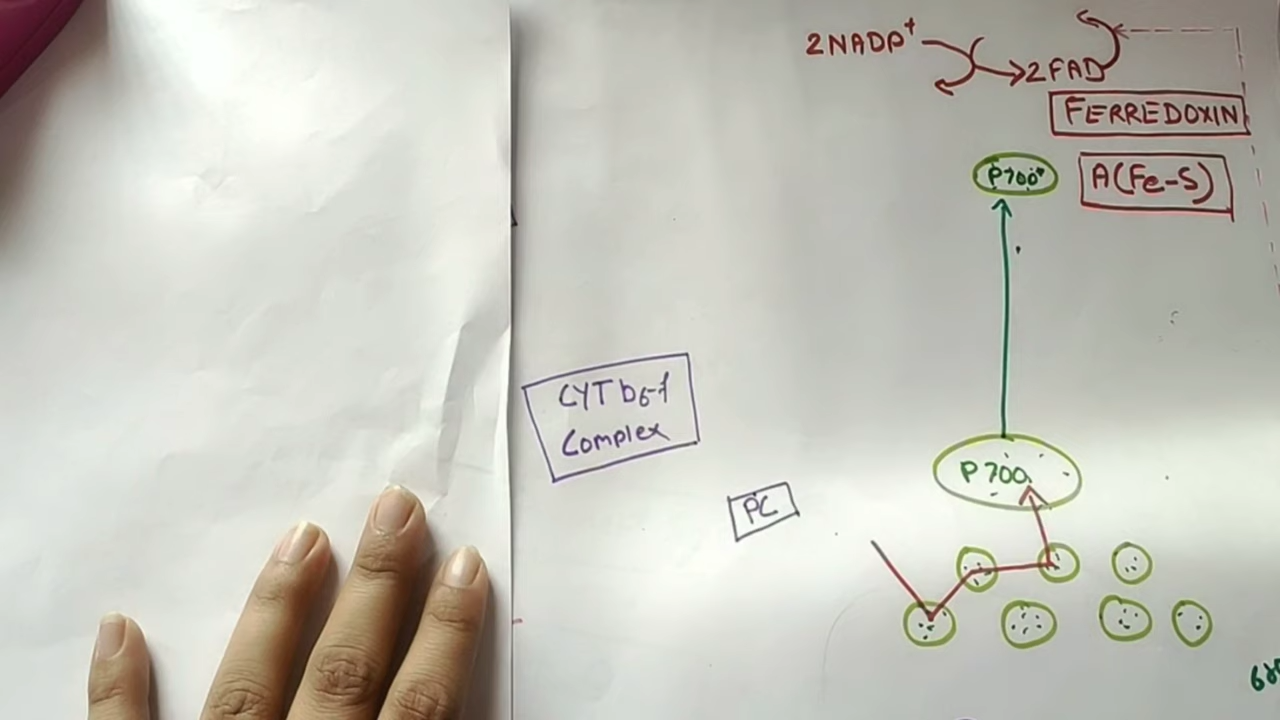 2NADP+
2FAD
FERREDOXIN
P700*
A(Fe-S)
CYT b6-f
Complex
P700
PC